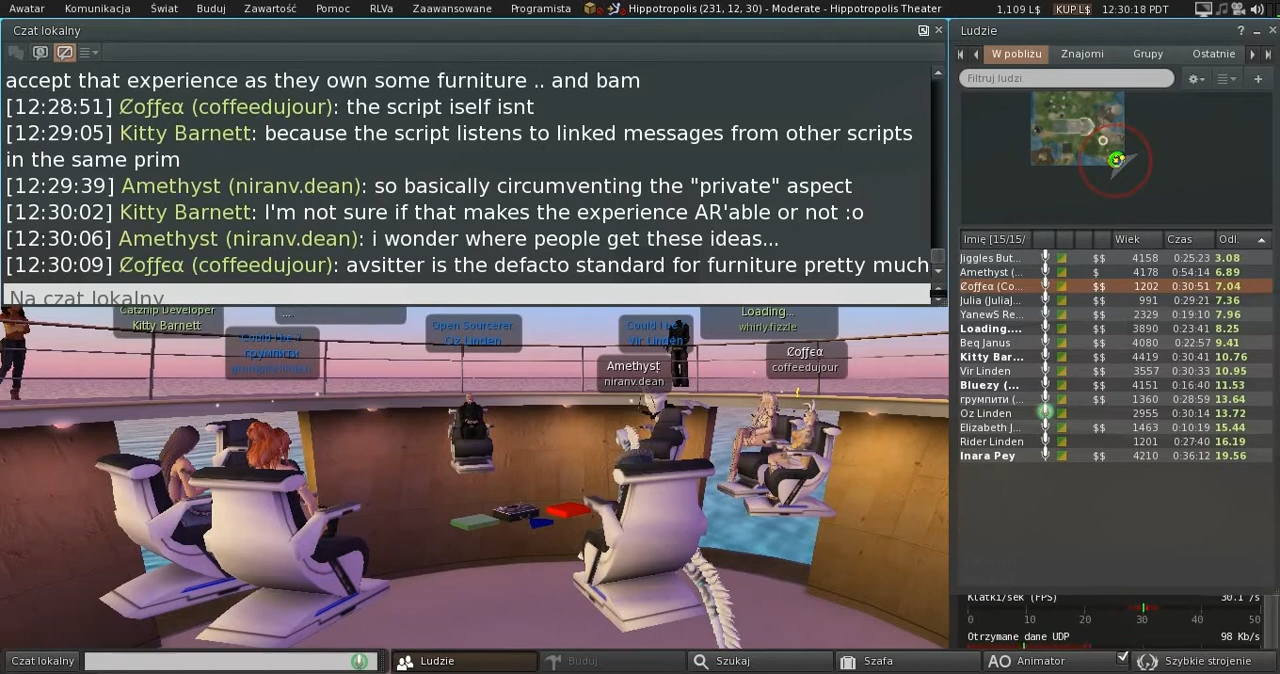 Awatar Komunikacja Świat Buduj Zawartość Pomoc RLVa Zaawansowane Programista Hippotropolis (231, 12, 30) - Moderate - Hippotropolis Theater 1,109 L$ KUP L$ 12:30:18 PDT
Czat lokalny
accept that experience as they own some furniture .. and bam
[12:28:51] Ȼoƒƒєα (coffeedujour): the script iself isnt
[12:29:05] Kitty Barnett: because the script listens to linked messages from other scripts
in the same prim
[12:29:39] Amethyst (niranv.dean): so basically circumventing the "private" aspect
[12:30:02] Kitty Barnett: I'm not sure if that makes the experience AR'able or not :o
[12:30:06] Amethyst (niranv.dean): i wonder where people get these ideas...
[12:30:09] Ȼoƒƒєα (coffeedujour): avsitter is the defacto standard for furniture pretty much
Na czat lokalny
Catznip Developer
Kitty Barnett
...
Could I be ?
грумпити
Open Sourcerer
Oz Linden
Could I be ?
Vir Linden
Loading...
whirly.fizzle
Amethyst
niranv.dean
Ȼoƒƒєα
coffeedujour
Ludzie ?
W pobliżu Znajomi Grupy Ostatnie
Filtruj ludzi
Imię [15/15/ Wiek Czas Odl.
Jiggles But... $$ 4158 0:25:23 3.08
Amethyst (... $ 4178 0:54:14 6.89
Ȼoƒƒєα (Co... $$ 1202 0:30:51 7.04
Julia (JuliaJ... $$ 991 0:29:21 7.36
YanewS Re... $$ 2329 0:19:10 7.96
Loading.... $$ 3890 0:23:41 8.25
Beq Janus $$ 4080 0:22:57 9.41
Kitty Bar... $$ 4419 0:30:41 10.76
Vir Linden $$ 3557 0:30:33 10.95
Bluezy (... $$ 4151 0:16:40 11.53
грумпити (... $$ 1360 0:28:59 13.64
Oz Linden 2955 0:30:14 13.72
Elizabeth J... $$ 1463 0:10:19 15.44
Rider Linden 1201 0:27:40 16.19
Inara Pey $$ 4210 0:36:12 19.56
Klatki/sek (FPS) 30.1 /s
0 10 20 30 40 50
Otrzymane dane UDP 98 Kb/s
Czat lokalny Ludzie Buduj Szukaj Szafa AO Animator Szybkie strojenie